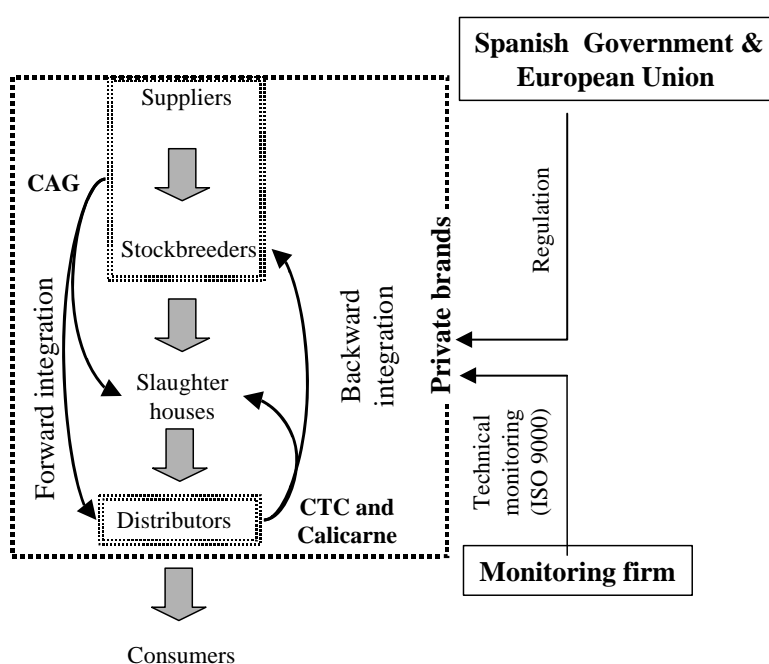 Spanish Government &
European Union
Suppliers
CAG
Stockbreeders
Forward integration
Backward
integration
Private brands
Regulation
Slaughter
houses
Technical
monitoring
(ISO 9000)
Distributors
CTC and
Calicarne
Monitoring firm
Consumers